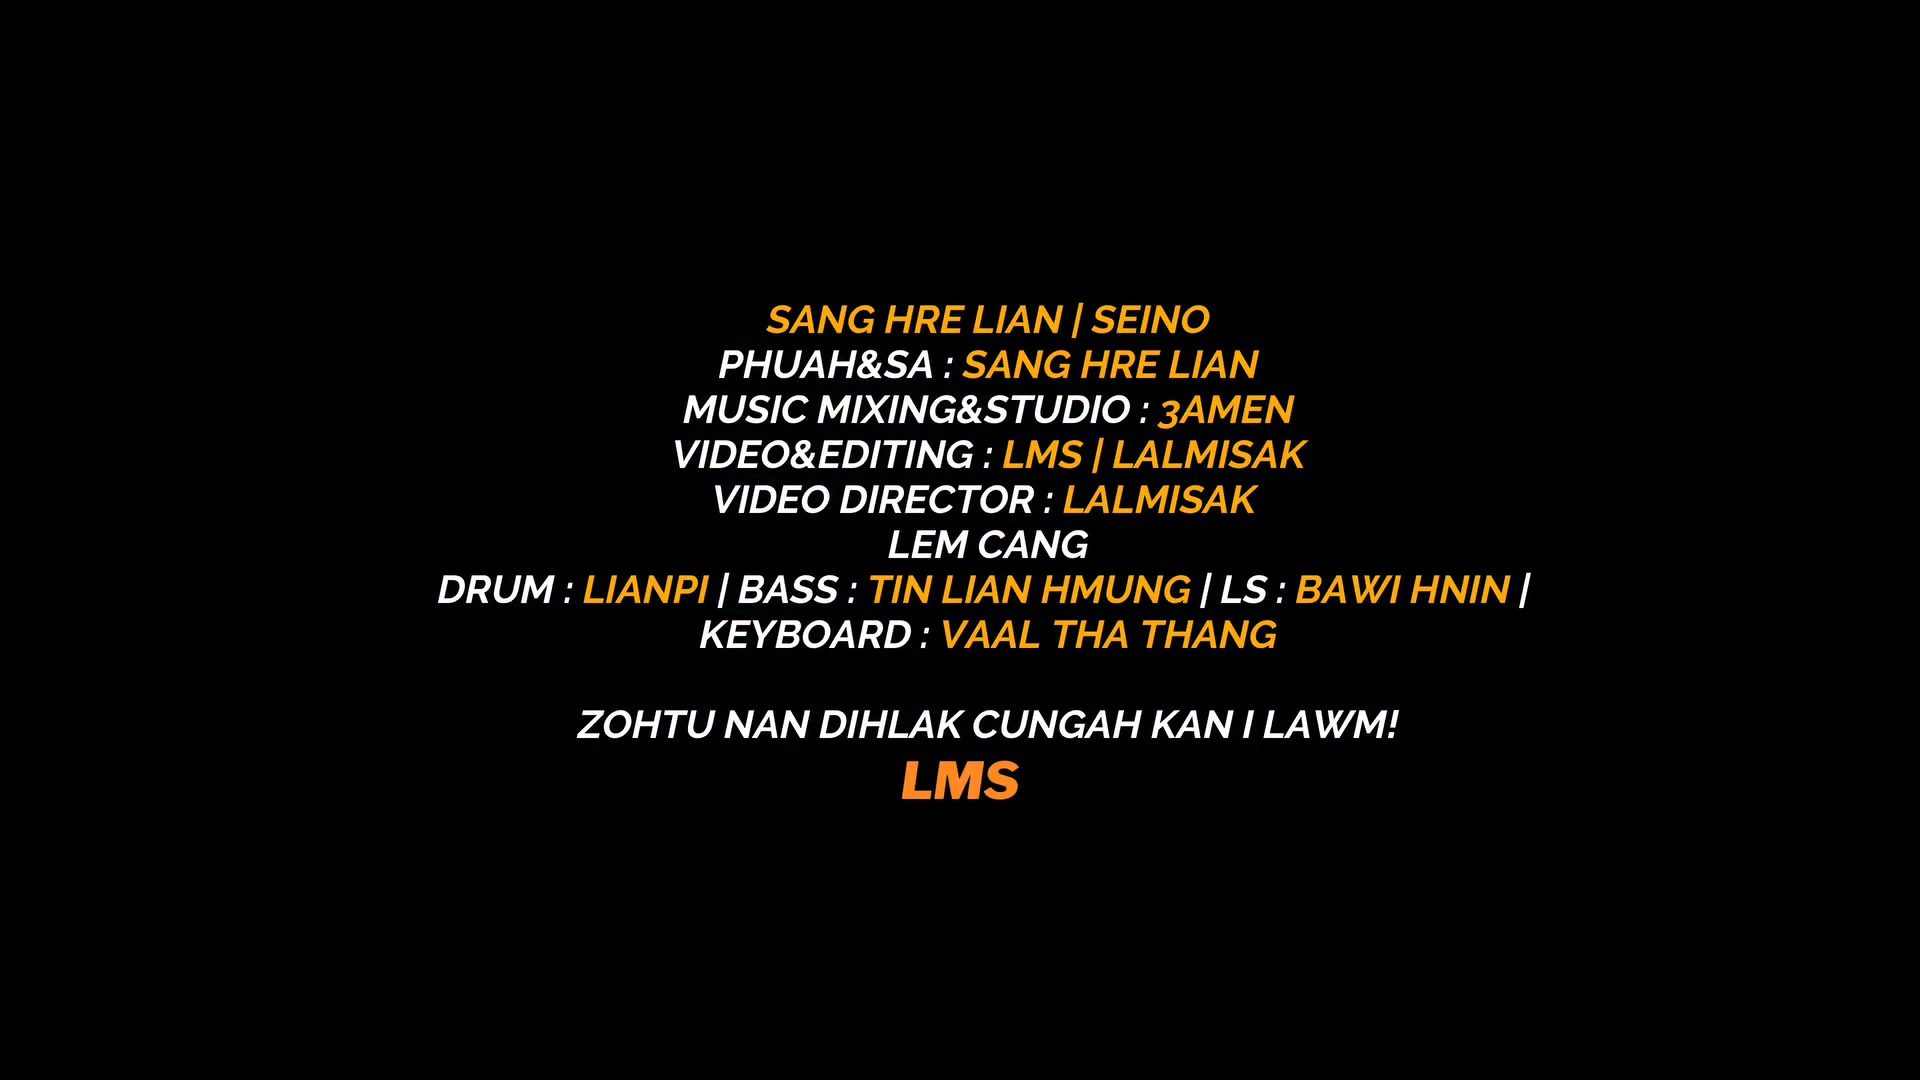 SANG HRE LIAN | SEINO
PHUAH&SA : SANG HRE LIAN
MUSIC MIXING&STUDIO : 3AMEN
VIDEO&EDITING : LMS | LALMISAK
VIDEO DIRECTOR : LALMISAK
LEM CANG
DRUM : LIANPI | BASS : TIN LIAN HMUNG | LS : BAWI HNIN |
KEYBOARD : VAAL THA THANG
ZOHTU NAN DIHLAK CUNGAH KAN I LAWM!
LMS